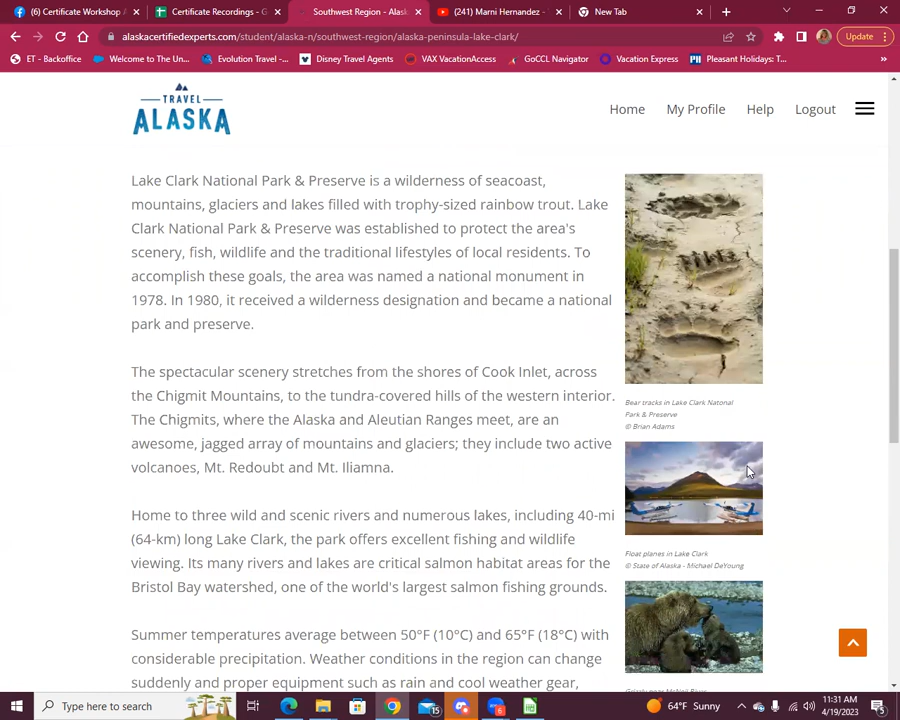 (6) Certificate Workshop A
Certificate Recordings - G
Southwest Region - Alask
(241) Marni Hernandez -
New Tab
alaskacertifiedexperts.com/student/alaska-n/southwest-region/alaska-peninsula-lake-clark/
Update
ET - Backoffice
Welcome to The Un...
Evolution Travel -...
Disney Travel Agents
VAX VacationAccess
GoCCL Navigator
Vacation Express
Pleasant Holidays: T...
TRAVEL
ALASKA
Home
My Profile
Help
Logout
Lake Clark National Park & Preserve is a wilderness of seacoast,
mountains, glaciers and lakes filled with trophy-sized rainbow trout. Lake
Clark National Park & Preserve was established to protect the area's
scenery, fish, wildlife and the traditional lifestyles of local residents. To
accomplish these goals, the area was named a national monument in
1978. In 1980, it received a wilderness designation and became a national
park and preserve.
The spectacular scenery stretches from the shores of Cook Inlet, across
the Chigmit Mountains, to the tundra-covered hills of the western interior.
The Chigmits, where the Alaska and Aleutian Ranges meet, are an
awesome, jagged array of mountains and glaciers; they include two active
volcanoes, Mt. Redoubt and Mt. Iliamna.
Home to three wild and scenic rivers and numerous lakes, including 40-mi
(64-km) long Lake Clark, the park offers excellent fishing and wildlife
viewing. Its many rivers and lakes are critical salmon habitat areas for the
Bristol Bay watershed, one of the world's largest salmon fishing grounds.
Summer temperatures average between 50°F (10°C) and 65°F (18°C) with
considerable precipitation. Weather conditions in the region can change
suddenly and proper equipment such as rain and cool weather gear,
Bear tracks in Lake Clark Natonal
Park & Preserve
© Brian Adams
Float planes in Lake Clark
© State of Alaska - Michael DeYoung
Type here to search
15
6
64°F Sunny
11:31 AM
4/19/2023
5